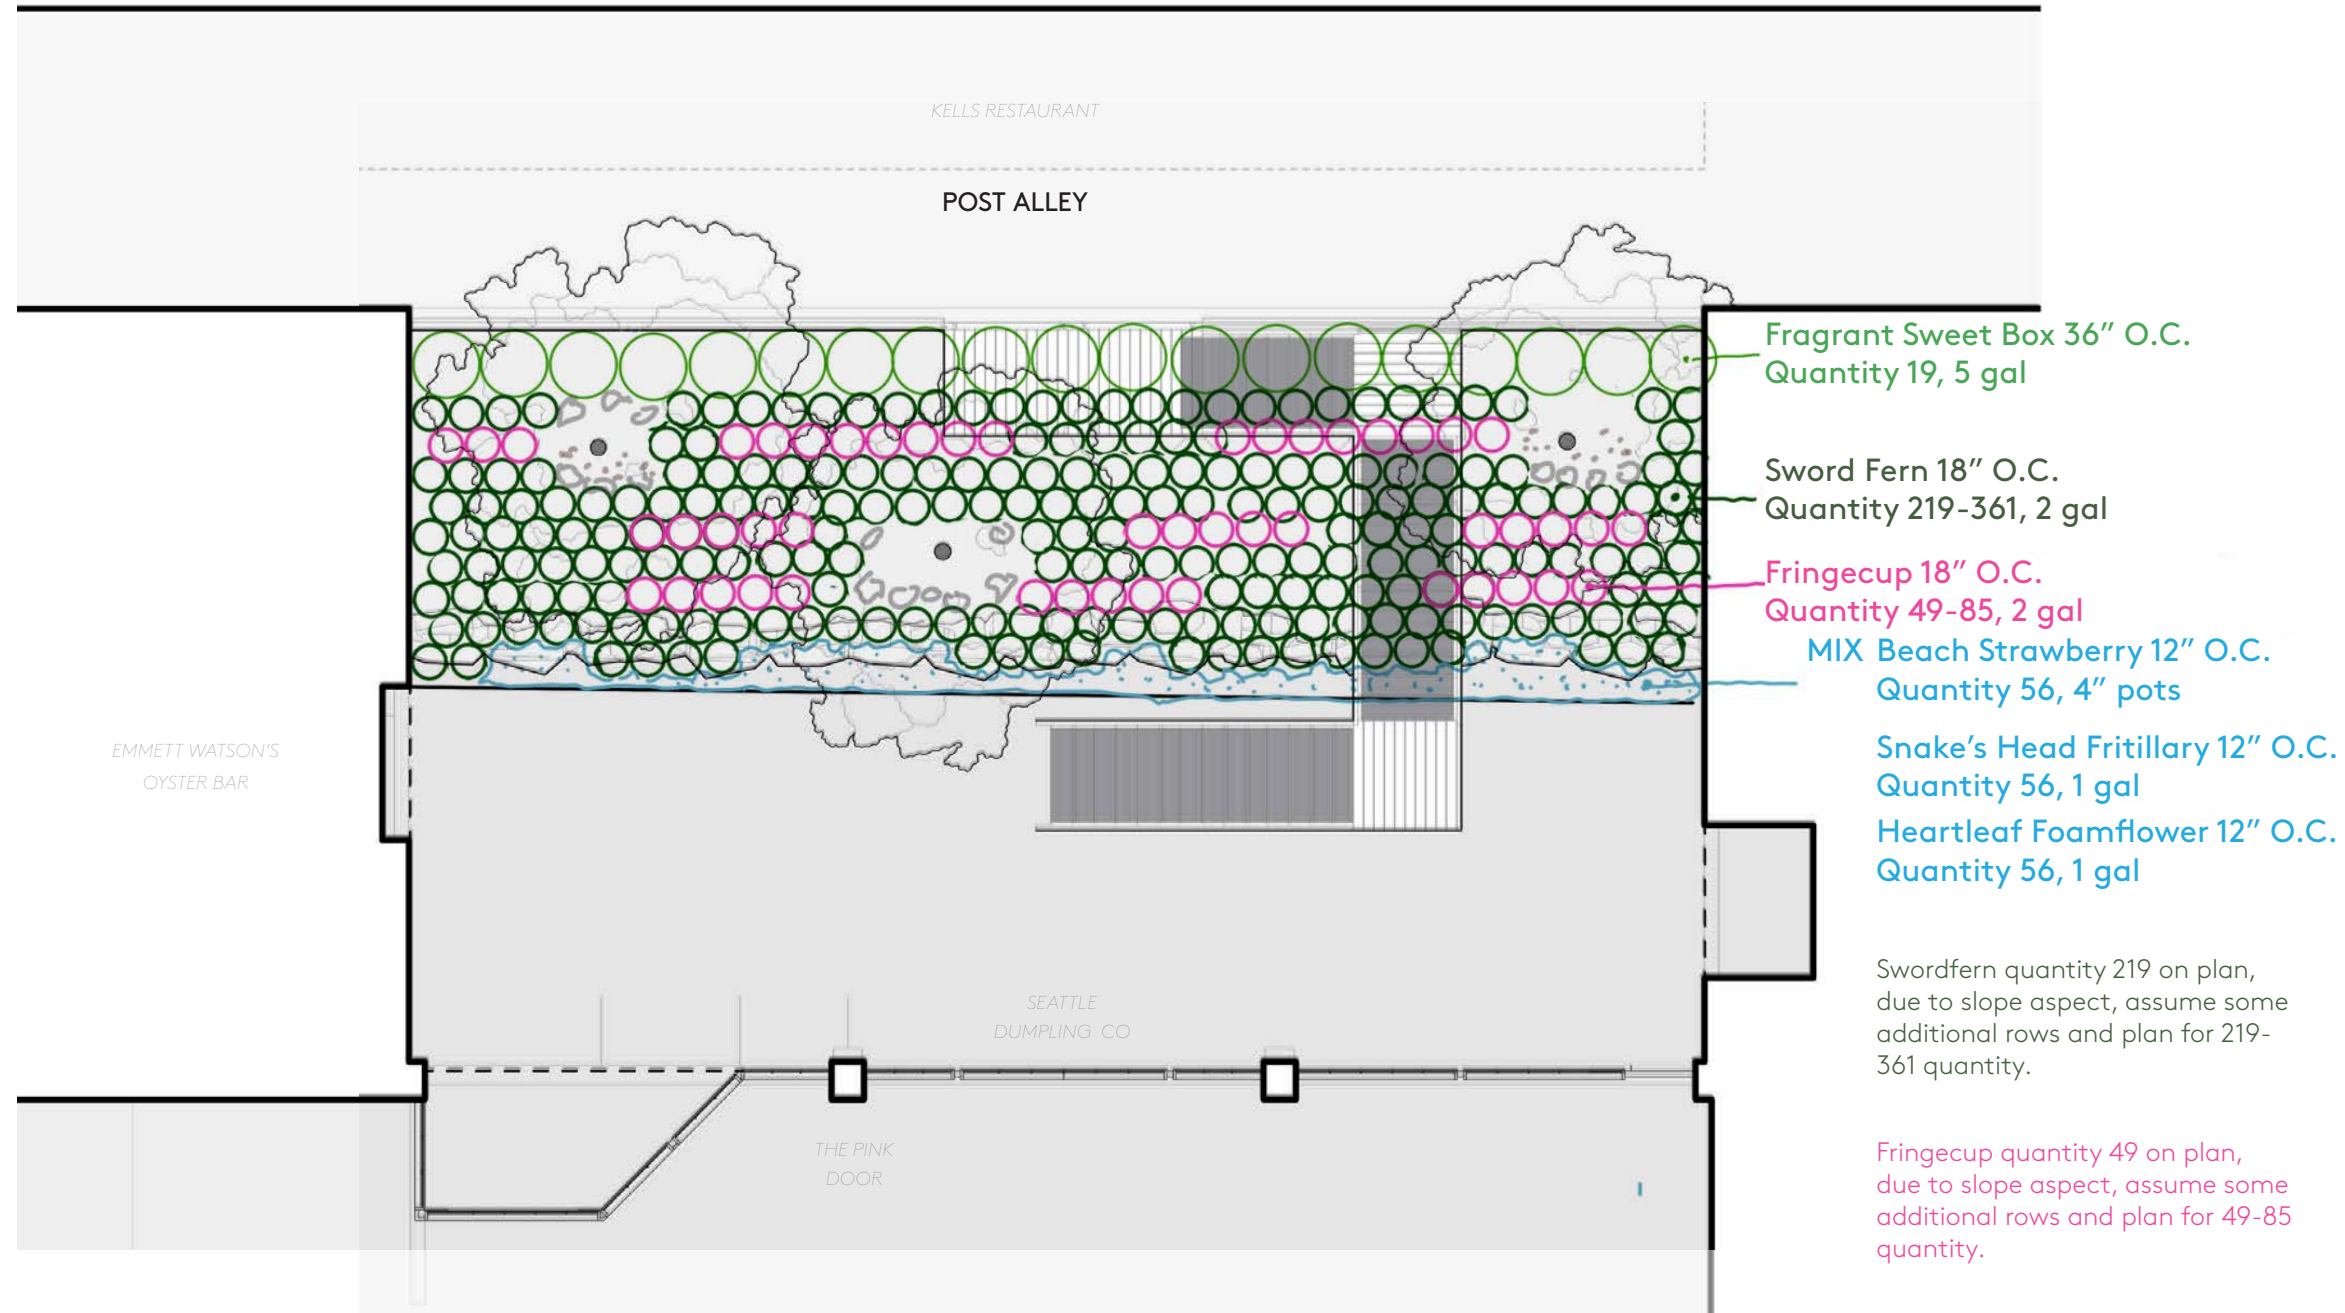 KELLS RESTAURANT
POST ALLEY
Fragrant Sweet Box 36” O.C.
Quantity 19, 5 gal
Sword Fern 18” O.C.
Quantity 219-361, 2 gal
Fringecup 18” O.C.
Quantity 49-85, 2 gal
MIX Beach Strawberry 12” O.C.
Quantity 56, 4” pots
Snake’s Head Fritillary 12” O.C.
Quantity 56, 1 gal
Heartleaf Foamflower 12” O.C.
Quantity 56, 1 gal
EMMETT WATSON'S
OYSTER BAR
SEATTLE
DUMPLING CO
THE PINK
DOOR
Swordfern quantity 219 on plan,
due to slope aspect, assume some
additional rows and plan for 219-
361 quantity.
Fringecup quantity 49 on plan,
due to slope aspect, assume some
additional rows and plan for 49-85
quantity.